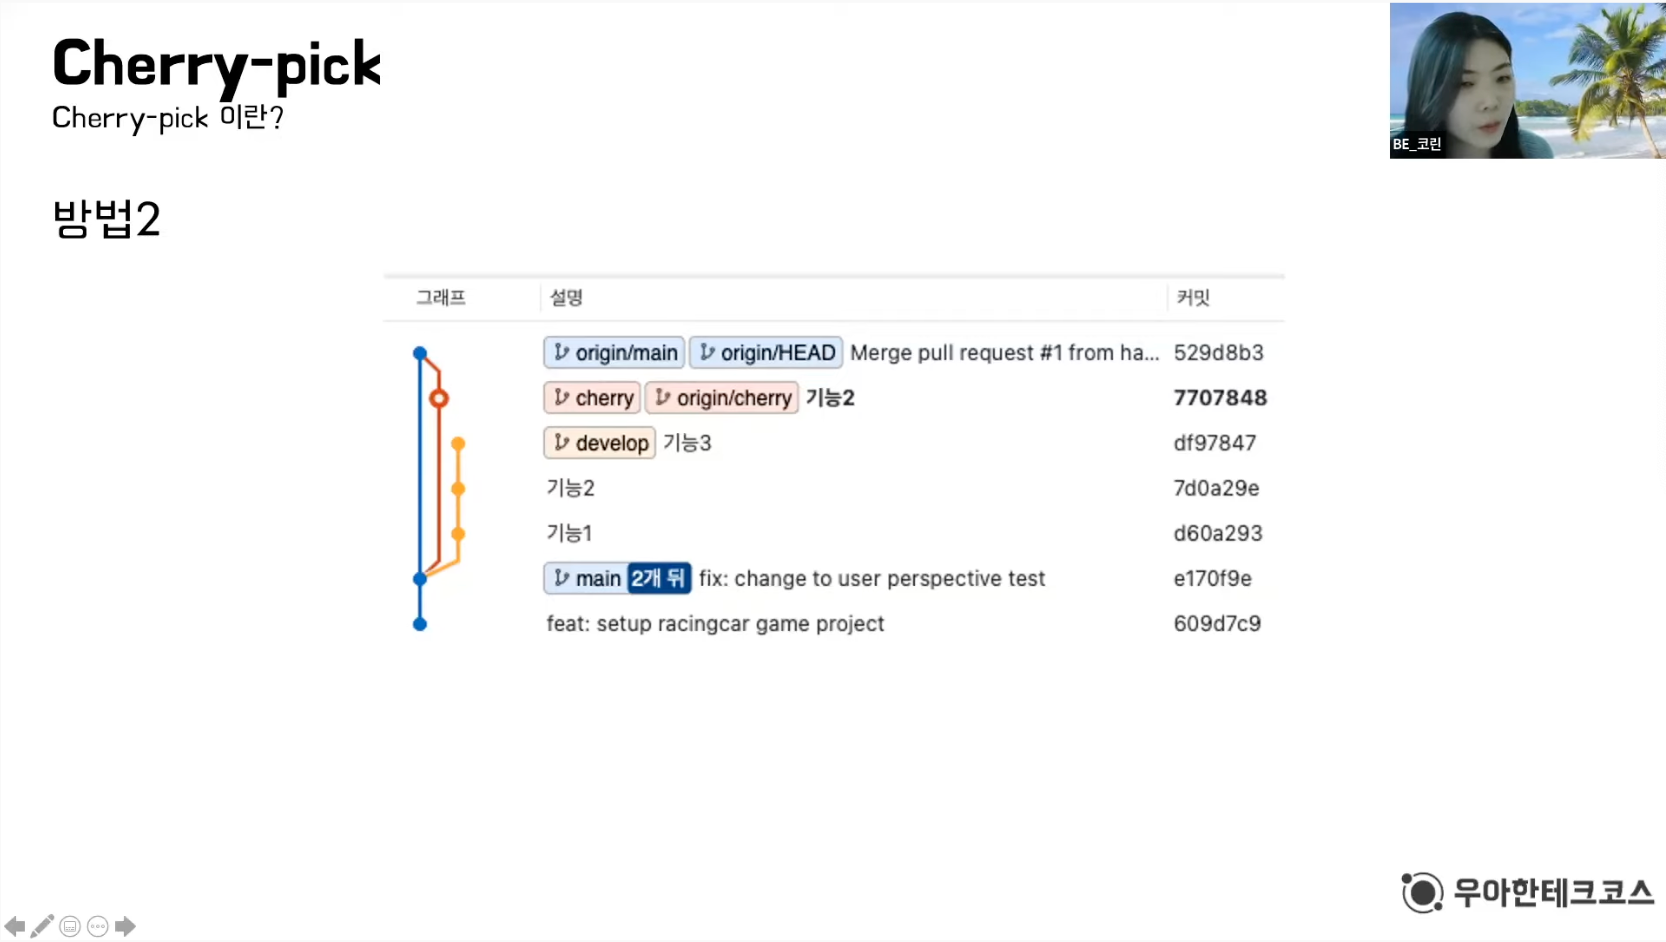 Cherry-pick
Cherry-pick 이란?
BE_코린
방법2
그래프 설명 커밋
origin/main origin/HEAD Merge pull request #1 from ha... 529d8b3
cherry origin/cherry 기능2 7707848
develop 기능3 df97847
기능2 7d0a29e
기능1 d60a293
main 2개 뒤 fix: change to user perspective test e170f9e
feat: setup racingcar game project 609d7c9
우아한테크코스